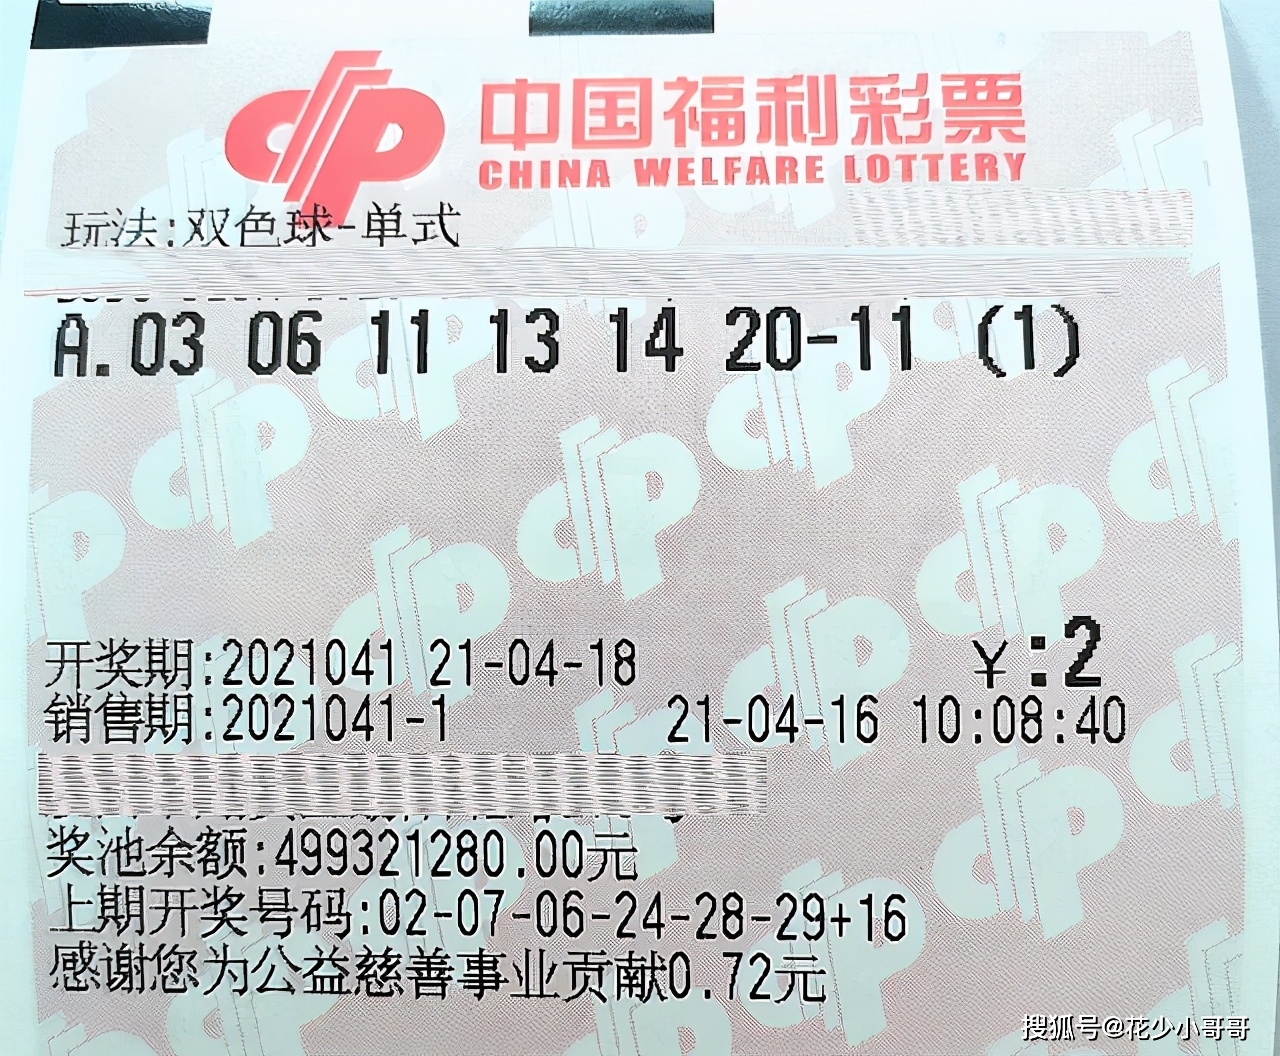 中国福利彩票
CHINA WELFARE LOTTERY
玩法:双色球-单式
A.03 06 11 13 14 20-11 (1)
开奖期:2021041 21-04-18 ¥:2
销售期:2021041-1 21-04-16 10:08:40
奖池余额:499321280.00元
上期开奖号码:02-07-06-24-28-29+16
感谢您为公益慈善事业贡献0.72元
搜狐号@花少小哥哥